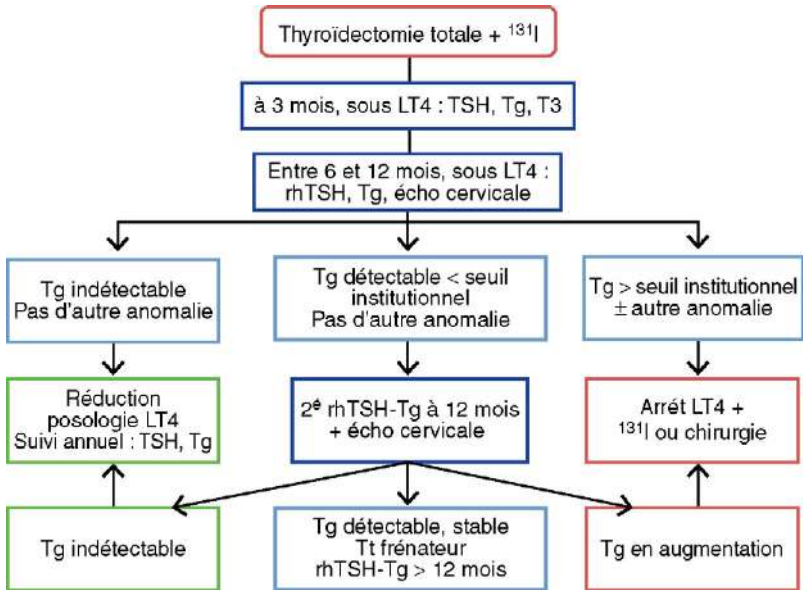 Thyroïdectomie totale + ¹³¹I
à 3 mois, sous LT4 : TSH, Tg, T3
Entre 6 et 12 mois, sous LT4 :
rhTSH, Tg, écho cervicale
Tg indétectable
Pas d'autre anomalie
Tg détectable < seuil
institutionnel
Pas d'autre anomalie
Tg > seuil institutionnel
± autre anomalie
Réduction
posologie LT4
Suivi annuel : TSH, Tg
2ᵉ́ rhTSH-Tg à 12 mois
+ écho cervicale
Arrét LT4 +
¹³¹I ou chirurgie
Tg indétectable
Tg détectable, stable
Tt frénateur
rhTSH-Tg > 12 mois
Tg en augmentation